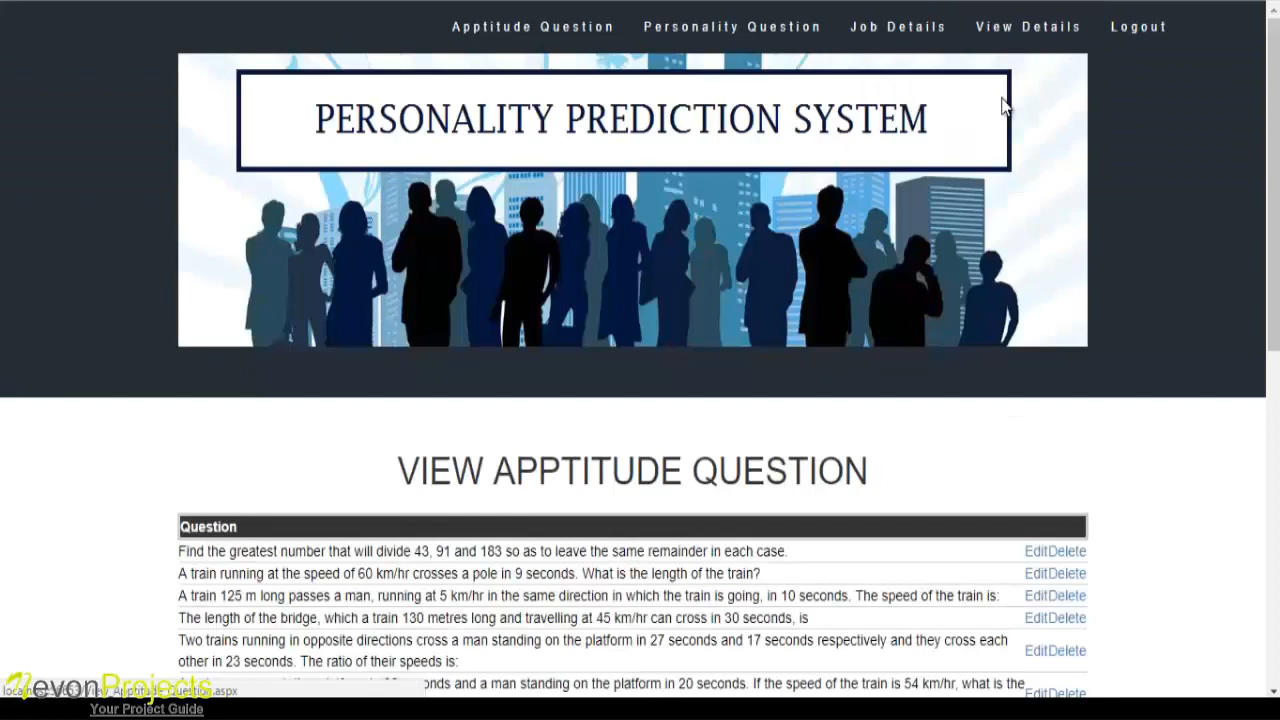 Apptitude Question Personality Question Job Details View Details Logout
PERSONALITY PREDICTION SYSTEM
VIEW APPTITUDE QUESTION
Question
Find the greatest number that will divide 43, 91 and 183 so as to leave the same remainder in each case. EditDelete
A train running at the speed of 60 km/hr crosses a pole in 9 seconds. What is the length of the train? EditDelete
A train 125 m long passes a man, running at 5 km/hr in the same direction in which the train is going, in 10 seconds. The speed of the train is: EditDelete
The length of the bridge, which a train 130 metres long and travelling at 45 km/hr can cross in 30 seconds, is EditDelete
Two trains running in opposite directions cross a man standing on the platform in 27 seconds and 17 seconds respectively and they cross each
other in 23 seconds. The ratio of their speeds is: EditDelete
and a man standing on the platform in 20 seconds. If the speed of the train is 54 km/hr, what is the
EditDelete
evonProjects
Your Project Guide